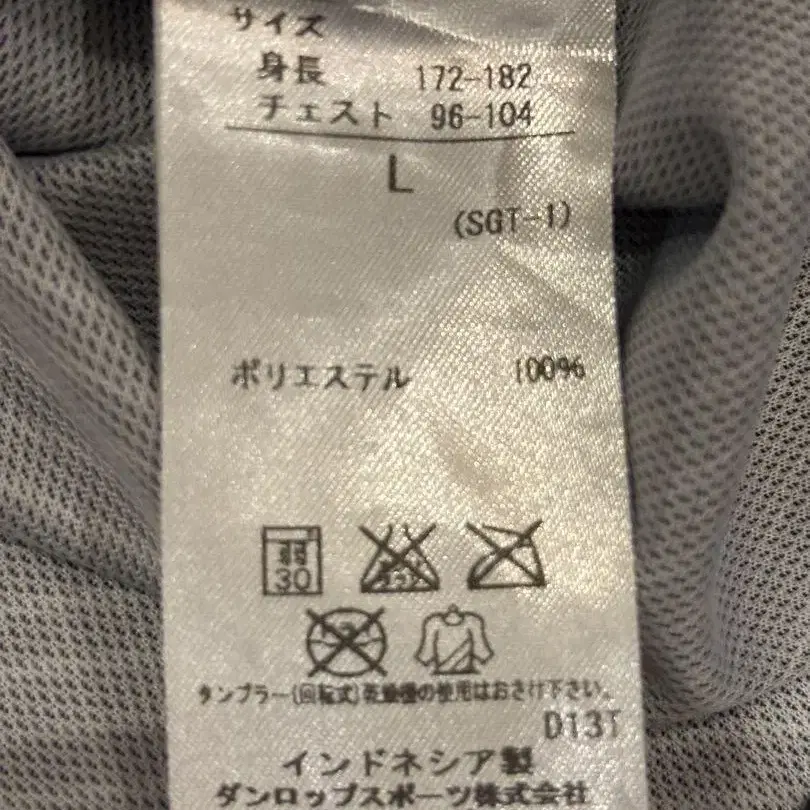 サイズ
身長 172-182
チェスト 96-104
L
(SGT-1)
ポリエステル 100%
弱
30
タンブラー(回転式)乾燥機の使用はおさけ下さい。
D13T
インドネシア製
ダンロップスポーツ株式会社